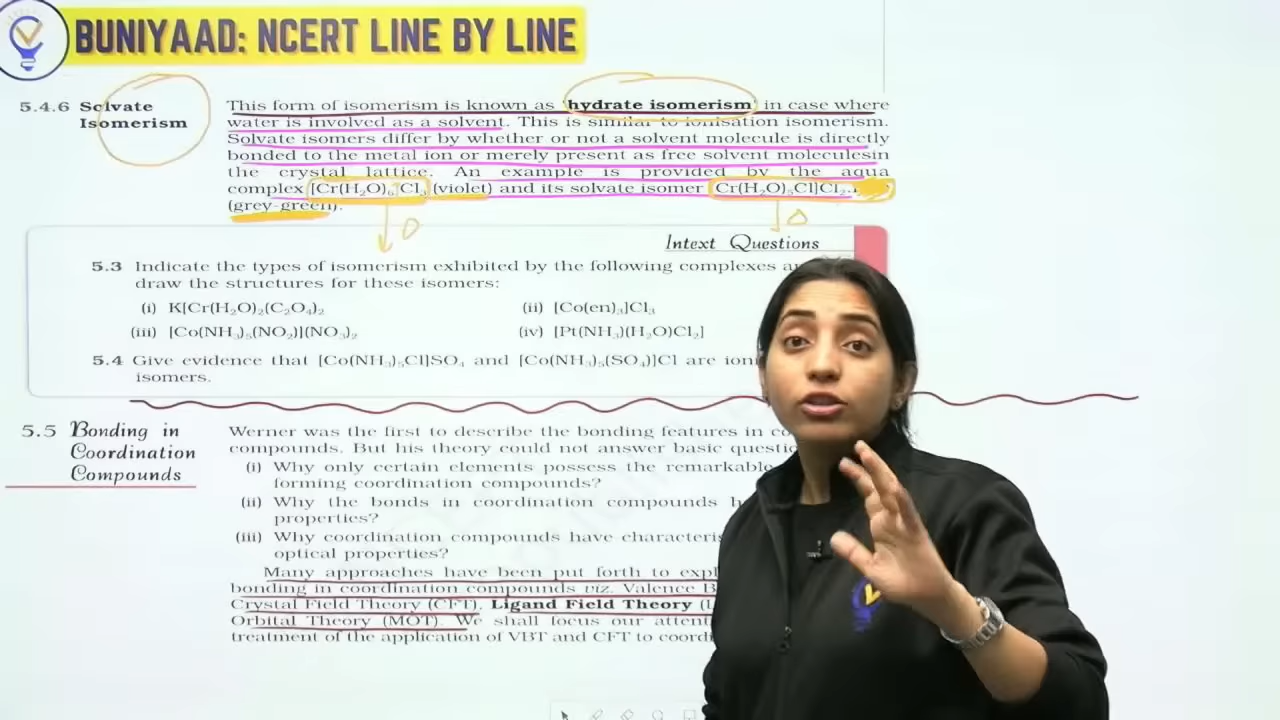 BUNIYAAD: NCERT LINE BY LINE
5.4.6 Solvate Isomerism
This form of isomerism is known as 'hydrate isomerism' in case where
water is involved as a solvent. This is similar to ionisation isomerism.
Solvate isomers differ by whether or not a solvent molecule is directly
bonded to the metal ion or merely present as free solvent moleculesin
the crystal lattice. An example is provided by the aqua
complex [Cr(H₂O)₆]Cl₃ (violet) and its solvate isomer Cr(H₂O)₅Cl]Cl₂.
(grey-green).
Intext Questions
5.3 Indicate the types of isomerism exhibited by the following complexes
draw the structures for these isomers:
(i) K[Cr(H₂O)₂(C₂O₄)₂ (ii) [Co(en)₃]Cl₃
(iii) [Co(NH₃)₅(NO₂)](NO₃)₂ (iv) [Pt(NH₃)(H₂O)Cl₂]
5.4 Give evidence that [Co(NH₃)₅Cl]SO₄ and [Co(NH₃)₅(SO₄)]Cl are
isomers.
5.5 Bonding in Coordination Compounds
Werner was the first to describe the bonding features in
compounds. But his theory could not answer basic
(i) Why only certain elements possess the remarkable
forming coordination compounds?
(ii) Why the bonds in coordination compounds
properties?
(iii) Why coordination compounds have
optical properties?
Many approaches have been put forth to
bonding in coordination compounds viz. Valence
Crystal Field Theory (CFT), Ligand Field Theory
Orbital Theory (MOT). We shall focus our
treatment of the application of VBT and CFT to